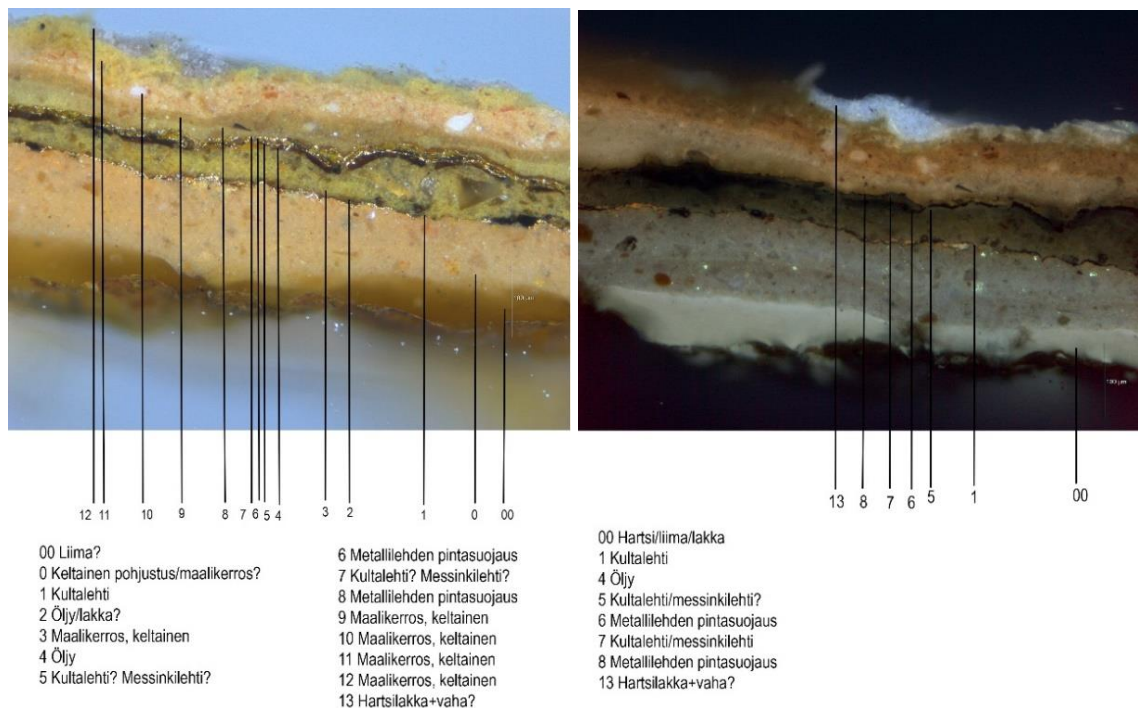 100 µm
100 µm
12 11 10 9 8 7 6 5 4 3 2 1 0 00
13 8 7 6 5 1 00
00 Liima?
0 Keltainen pohjustus/maalikerros?
1 Kultalehti
2 Öljy/lakka?
3 Maalikerros, keltainen
4 Öljy
5 Kultalehti? Messinkilehti?
6 Metallilehden pintasuojaus
7 Kultalehti? Messinkilehti?
8 Metallilehden pintasuojaus
9 Maalikerros, keltainen
10 Maalikerros, keltainen
11 Maalikerros, keltainen
12 Maalikerros, keltainen
13 Hartsilakka+vaha?
00 Hartsi/liima/lakka
1 Kultalehti
4 Öljy
5 Kultalehti/messinkilehti?
6 Metallilehden pintasuojaus
7 Kultalehti/messinkilehti
8 Metallilehden pintasuojaus
13 Hartsilakka+vaha?